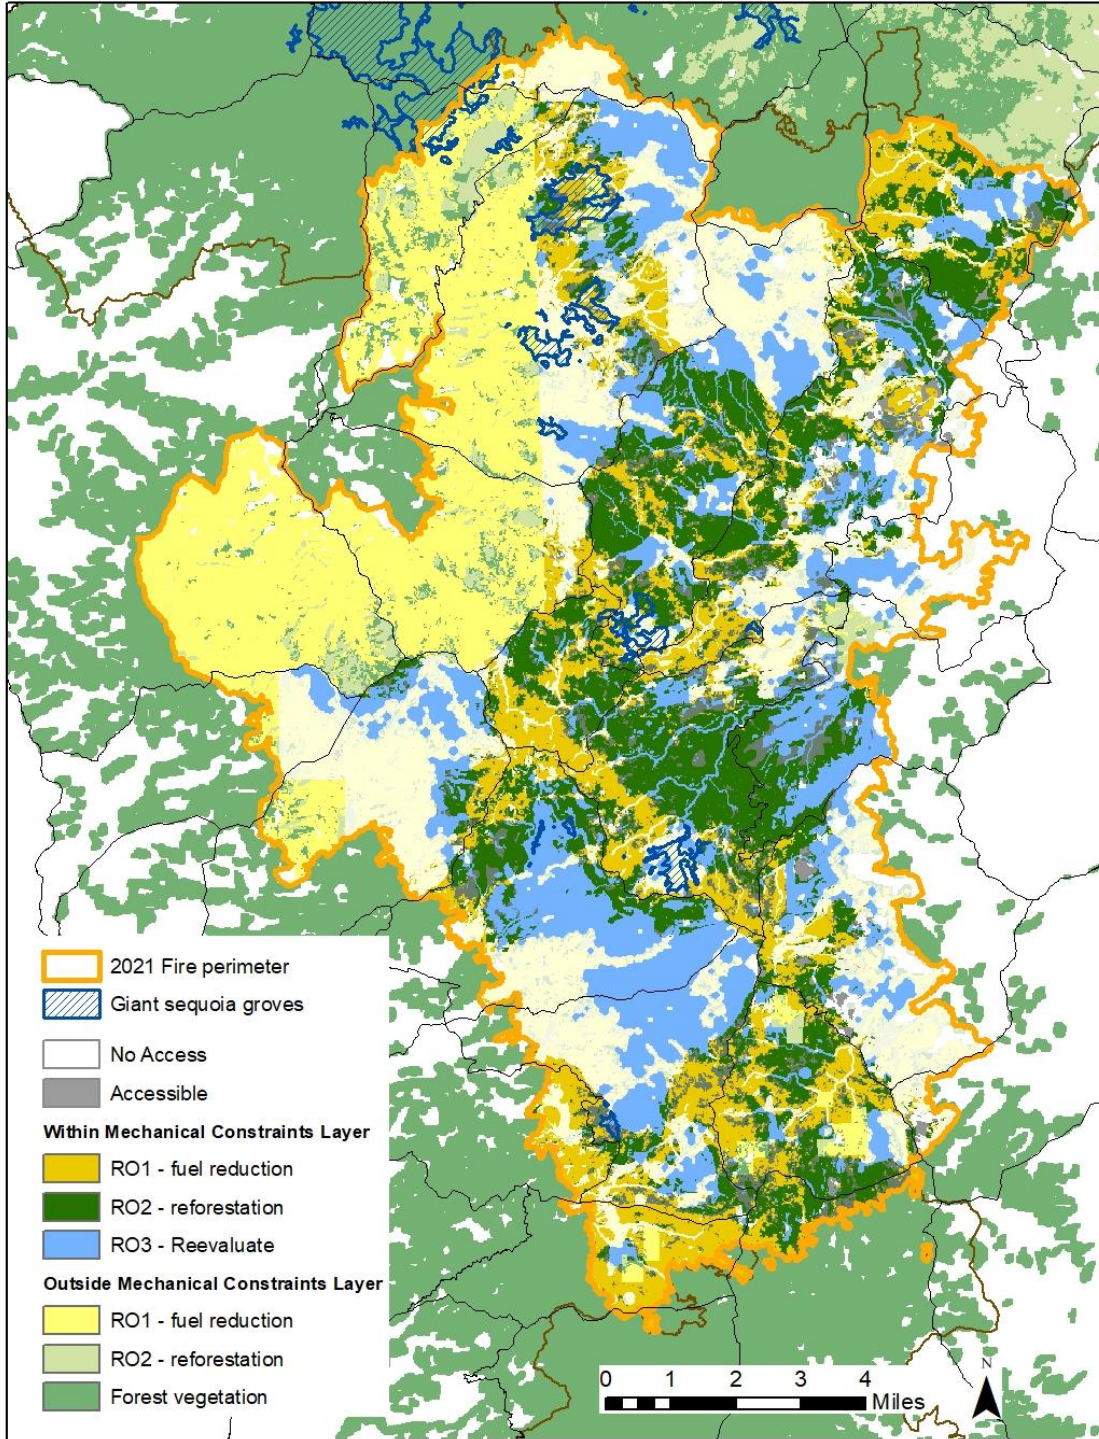 2021 Fire perimeter
Giant sequoia groves
No Access
Accessible
Within Mechanical Constraints Layer
RO1 - fuel reduction
RO2 - reforestation
RO3 - Reevaluate
Outside Mechanical Constraints Layer
RO1 - fuel reduction
RO2 - reforestation
Forest vegetation
0 1 2 3 4
Miles
N